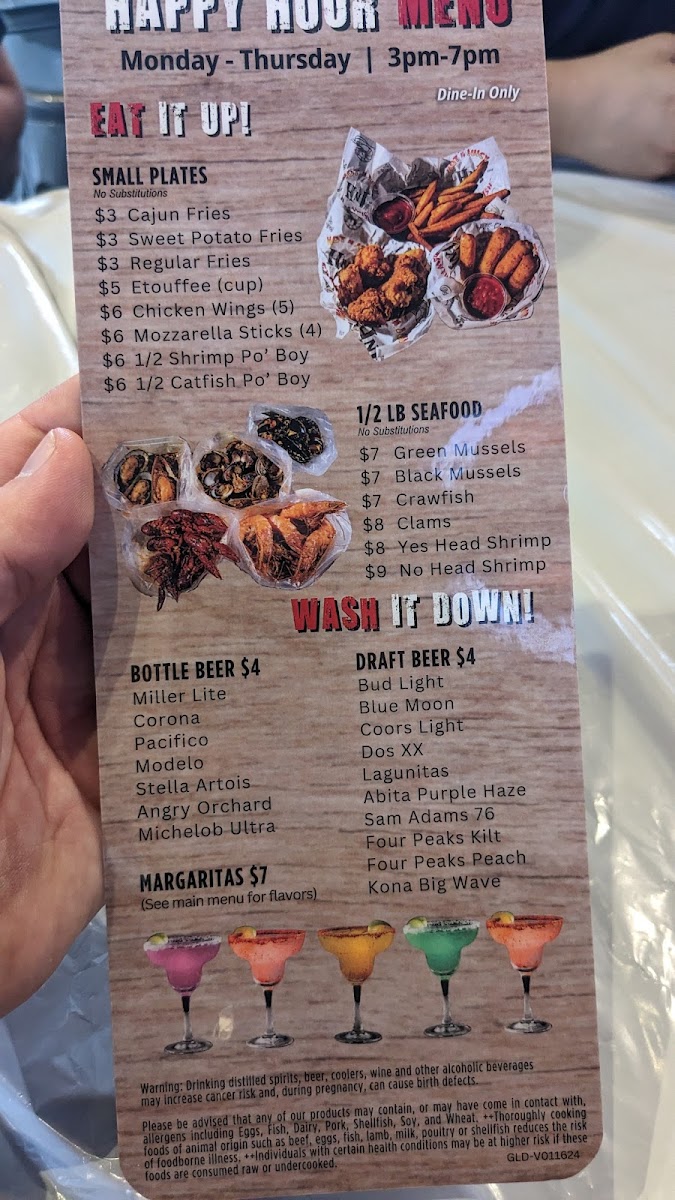 HAPPY HOUR MENU
Monday - Thursday | 3pm-7pm
Dine-In Only
EAT IT UP!
SMALL PLATES
No Substitutions
$3 Cajun Fries
$3 Sweet Potato Fries
$3 Regular Fries
$5 Etouffee (cup)
$6 Chicken Wings (5)
$6 Mozzarella Sticks (4)
$6 1/2 Shrimp Po' Boy
$6 1/2 Catfish Po' Boy
1/2 LB SEAFOOD
No Substitutions
$7 Green Mussels
$7 Black Mussels
$7 Crawfish
$8 Clams
$8 Yes Head Shrimp
$9 No Head Shrimp
WASH IT DOWN!
BOTTLE BEER $4
Miller Lite
Corona
Pacifico
Modelo
Stella Artois
Angry Orchard
Michelob Ultra
MARGARITAS $7
(See main menu for flavors)
DRAFT BEER $4
Bud Light
Blue Moon
Coors Light
Dos XX
Lagunitas
Abita Purple Haze
Sam Adams 76
Four Peaks Kilt
Four Peaks Peach
Kona Big Wave
Warning: Drinking distilled spirits, beer, coolers, wine and other alcoholic beverages
may increase cancer risk and, during pregnancy, can cause birth defects.
Please be advised that any of our products may contain, or may have come in contact with,
allergens including Eggs, Fish, Dairy, Pork, Shellfish, Soy, and Wheat. ++Thoroughly cooking
foods of animal origin such as beef, eggs, fish, lamb, milk, poultry or shellfish reduces the risk
of foodborne illness. ++Individuals with certain health conditions may be at higher risk if these
foods are consumed raw or undercooked.
GLD-VO11624